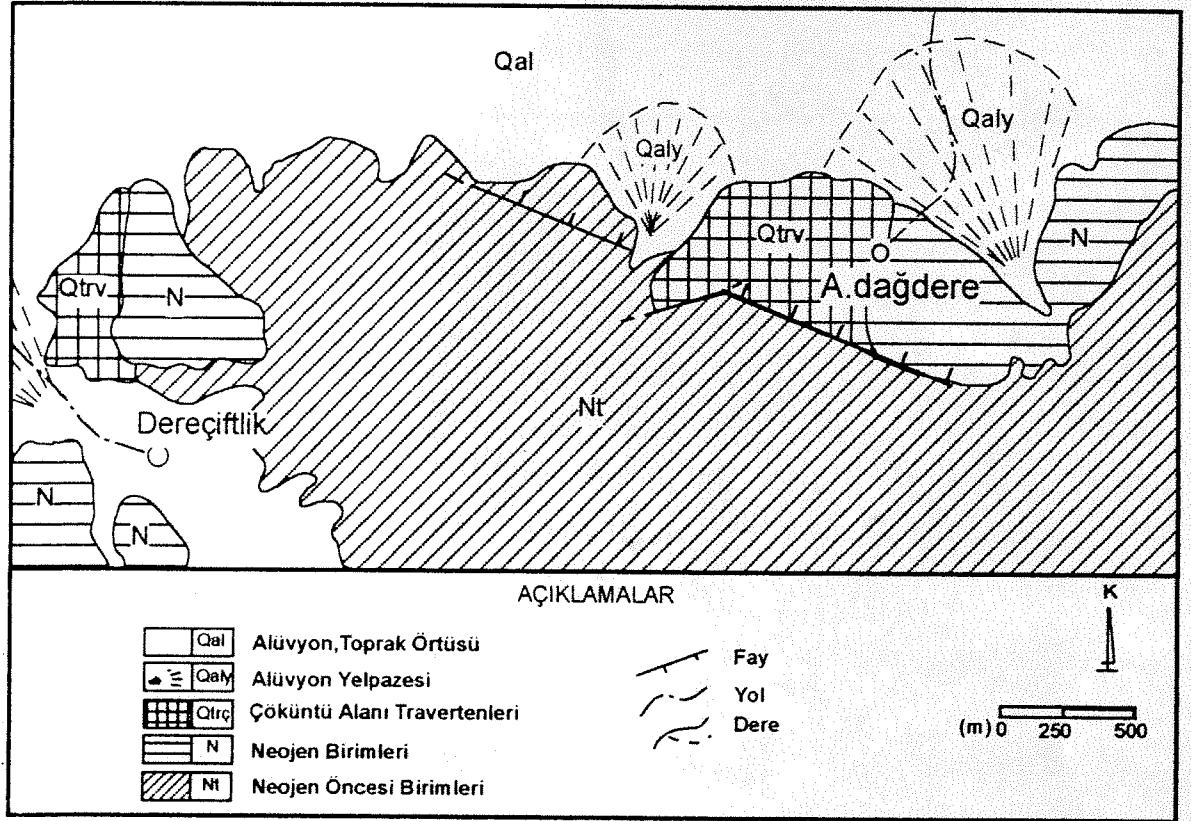 Qal
Qaly
Qaly
Qtrv
N
A.dağdere
Qtrv
N
Nt
Dereçiftlik
N
N
AÇIKLAMALAR
K
Qal Alüvyon,Toprak Örtüsü
Qaly Alüvyon Yelpazesi
Qtrç Çöküntü Alanı Travertenleri
N Neojen Birimleri
Nt Neojen Öncesi Birimleri
Fay
Yol
Dere
(m) 0 250 500